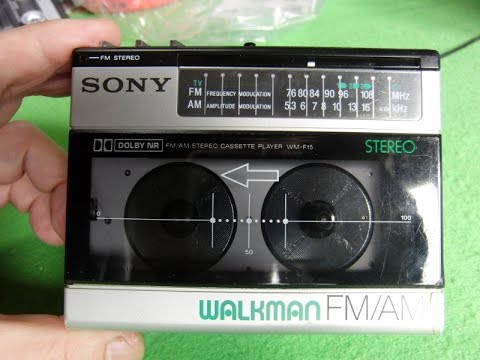 FM STEREO
SONY
TV
FM FREQUENCY MODULATION 76 80 84 90 96 108 MHz
AM AMPLITUDE MODULATION 5.3 6 7 8 10 13 16 kHz
DOLBY NR FM/AM STEREO CASSETTE PLAYER WM-F15 STEREO
0 100
50
WALKMAN FM/AM